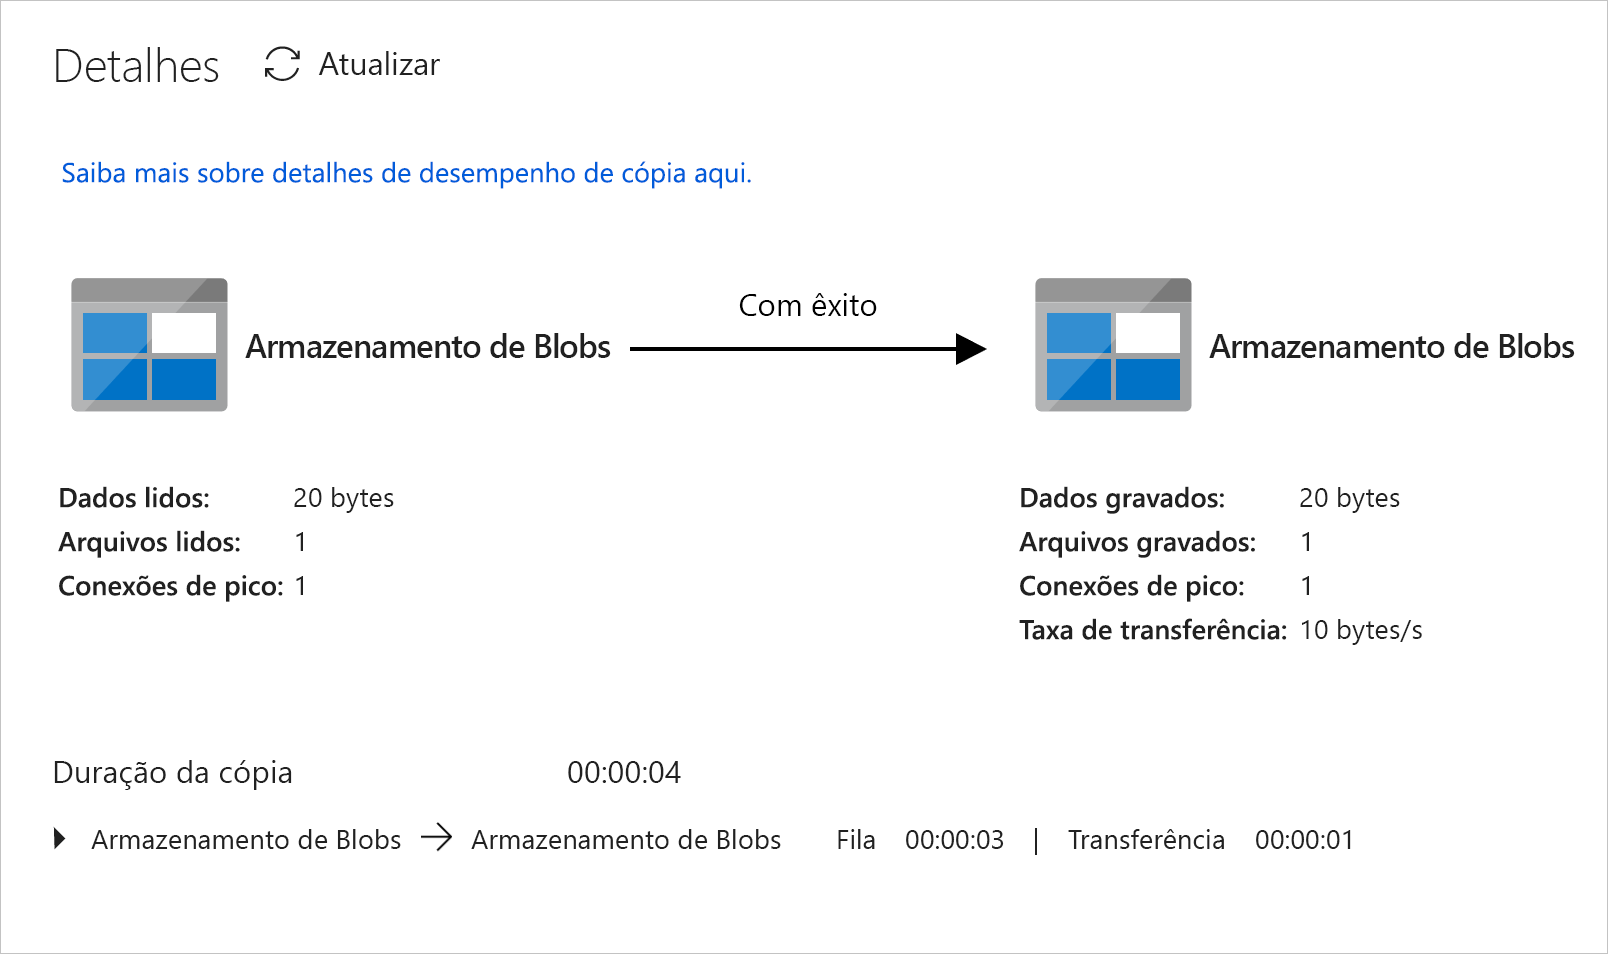 Detalhes Atualizar
Saiba mais sobre detalhes de desempenho de cópia aqui.
Com êxito
Armazenamento de Blobs Armazenamento de Blobs
Dados lidos: 20 bytes Dados gravados: 20 bytes
Arquivos lidos: 1 Arquivos gravados: 1
Conexões de pico: 1 Conexões de pico: 1
Taxa de transferência: 10 bytes/s
Duração da cópia 00:00:04
Armazenamento de Blobs → Armazenamento de Blobs Fila 00:00:03 | Transferência 00:00:01